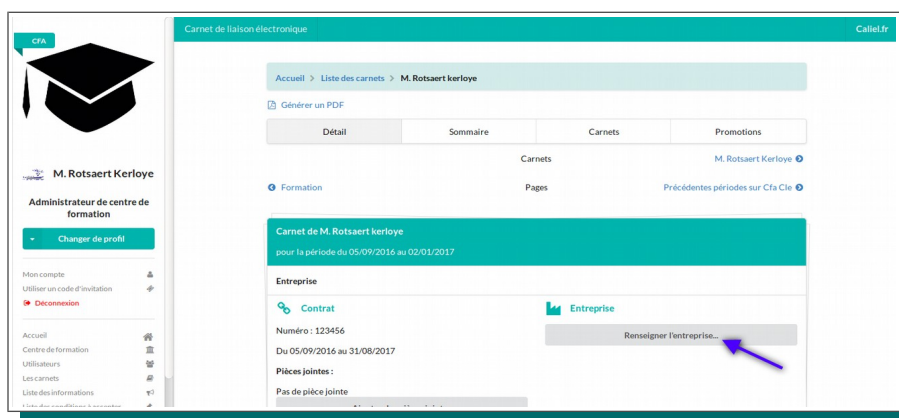 Carnet de liaison électronique
Caliel.fr
CFA
M. Rotsaert Kerloye
Administrateur de centre de
formation
Changer de profil
Mon compte
Utiliser un code d'invitation
Déconnexion
Accueil
Centre de formation
Utilisateurs
Les carnets
Liste des informations
Accueil > Liste des carnets > M. Rotsaert kerloye
Générer un PDF
Détail Sommaire Carnets Promotions
Carnets M. Rotsaert Kerloye
Formation Pages Précédentes périodes sur Cfa Cle
Carnet de M. Rotsaert kerloye
pour la période du 05/09/2016 au 02/01/2017
Entreprise
Contrat
Numéro : 123456
Du 05/09/2016 au 31/08/2017
Pièces jointes :
Pas de pièce jointe
Entreprise
Renseigner l'entreprise...